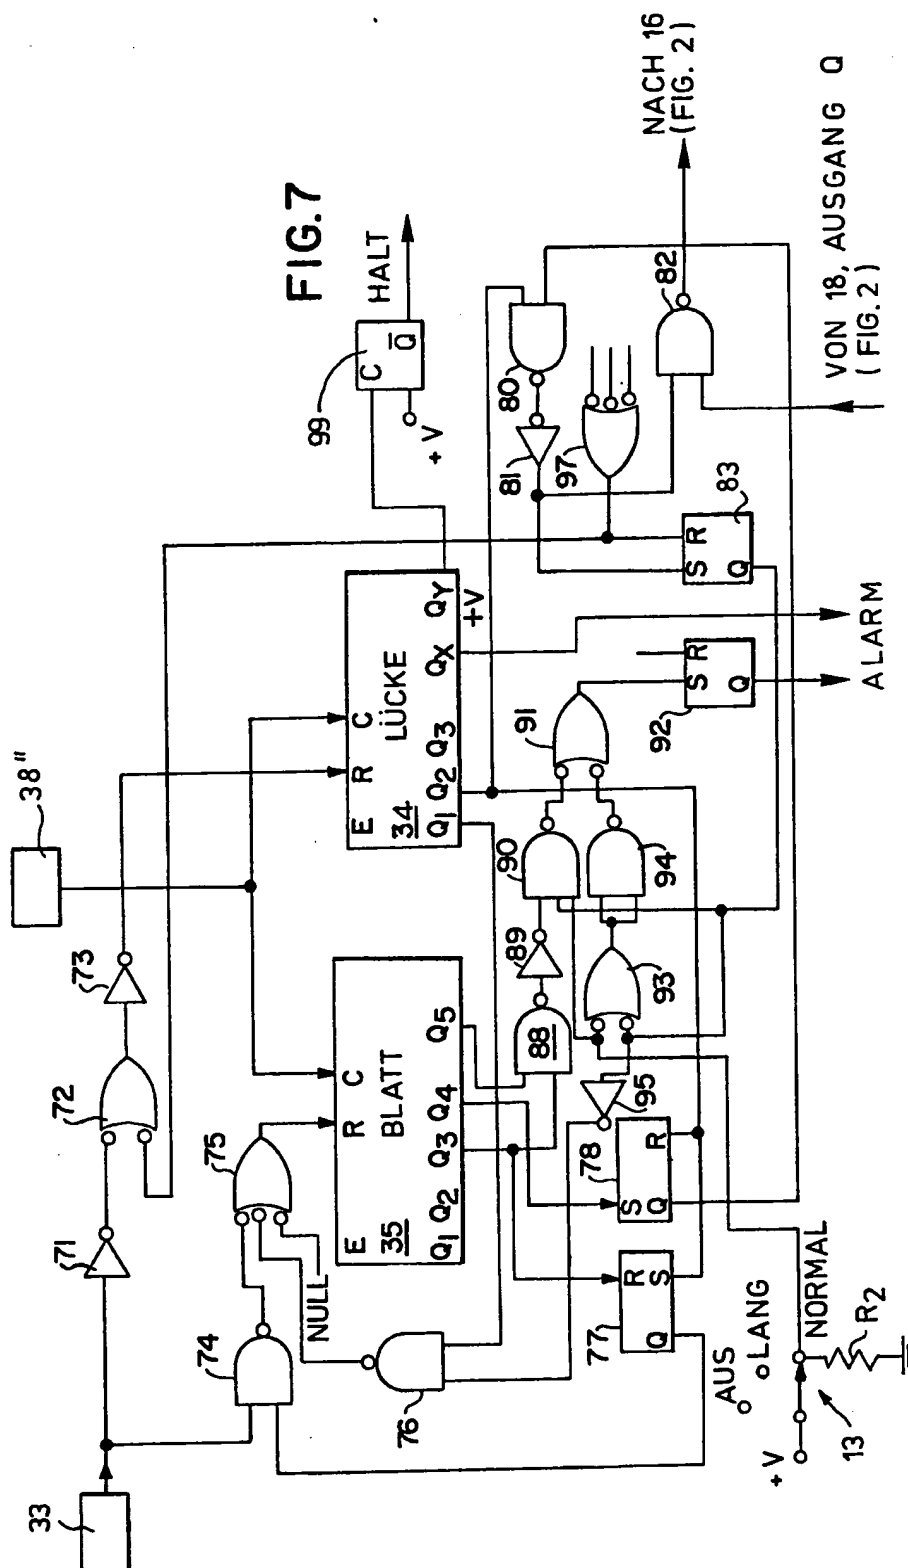 FIG.7
33
71
72
73
38"
74
75
NULL
76
E
R
C
35
BLATT
Q1 Q2 Q3 Q4 Q5
E
R
C
34
LÜCKE
Q1 Q2 Q3 QX QY
+V
99
C
Q̅
+V
HALT
77
R
Q
S
78
S
R
Q
95
88
89
90
93
94
91
92
S
R
Q
ALARM
80
81
97
82
83
S
R
Q
NACH 16
(FIG. 2)
VON 18, AUSGANG Q
(FIG.2)
AUS
LANG
NORMAL
+V
13
R2